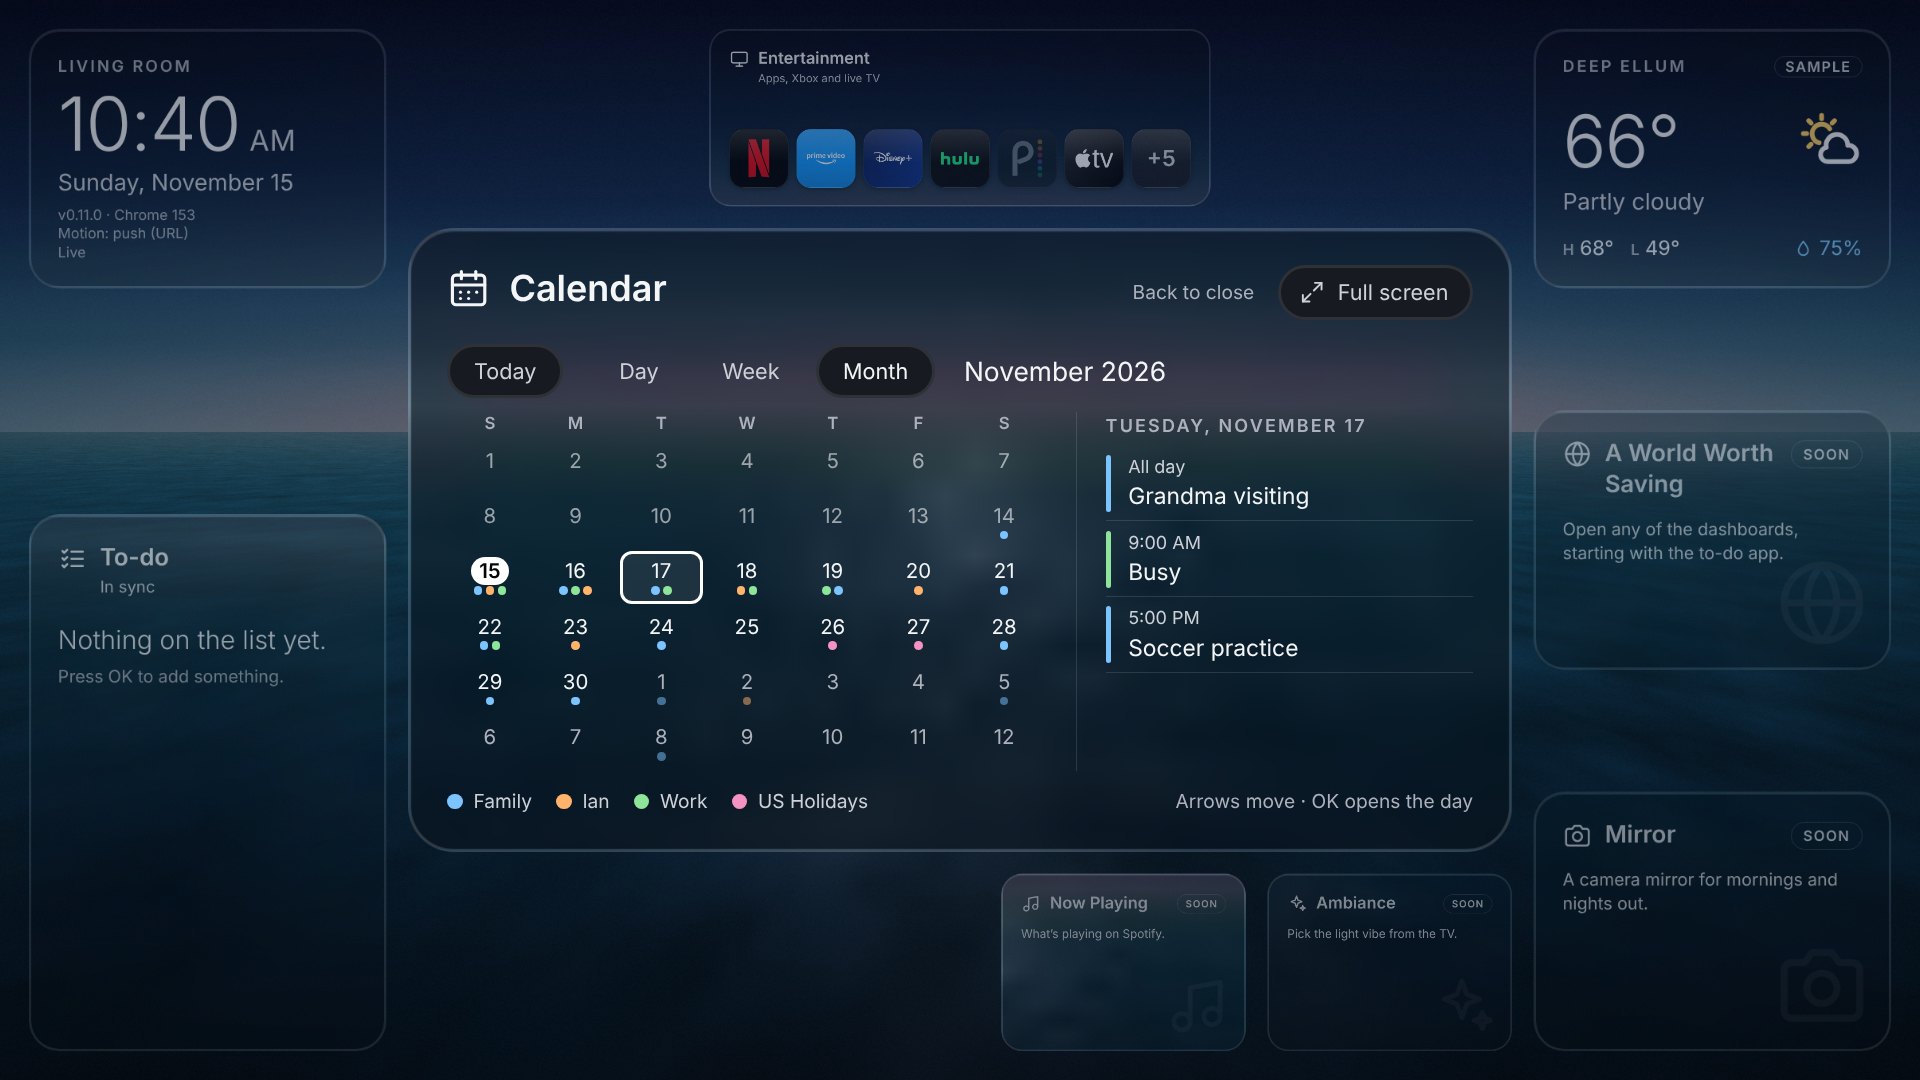 LIVING ROOM
10:40 AM
Sunday, November 15
v0.11.0 · Chrome 153
Motion: push (URL)
Live
Entertainment
Apps, Xbox and live TV
N
prime video
Disney+
hulu
P
tv
+5
DEEP ELLUM
SAMPLE
66°
Partly cloudy
H 68° L 49°
75%
Calendar
Back to close
Full screen
Today
Day
Week
Month
November 2026
S M T W T F S
1 2 3 4 5 6 7
8 9 10 11 12 13 14
15 16 17 18 19 20 21
22 23 24 25 26 27 28
29 30 1 2 3 4 5
6 7 8 9 10 11 12
Family
Ian
Work
US Holidays
TUESDAY, NOVEMBER 17
All day
Grandma visiting
9:00 AM
Busy
5:00 PM
Soccer practice
Arrows move · OK opens the day
To-do
In sync
Nothing on the list yet.
Press OK to add something.
A World Worth
Saving
SOON
Open any of the dashboards,
starting with the to-do app.
Mirror
SOON
A camera mirror for mornings and
nights out.
Now Playing
SOON
What's playing on Spotify.
Ambiance
SOON
Pick the light vibe from the TV.